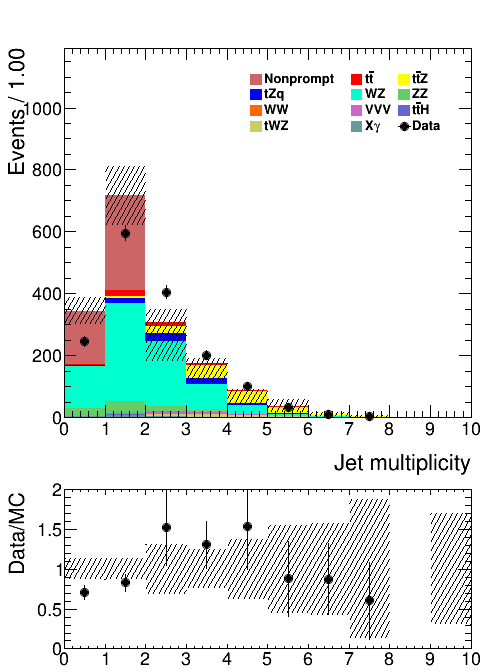 Events / 1.00
1000
800
600
400
200
0
Nonprompt tt̄ tt̄Z
tZq WZ ZZ
WW VVV tt̄H
tWZ Xγ Data
0 1 2 3 4 5 6 7 8 9 10
Jet multiplicity
Data/MC
2
1.5
1
0.5
0
0 1 2 3 4 5 6 7 8 9 10